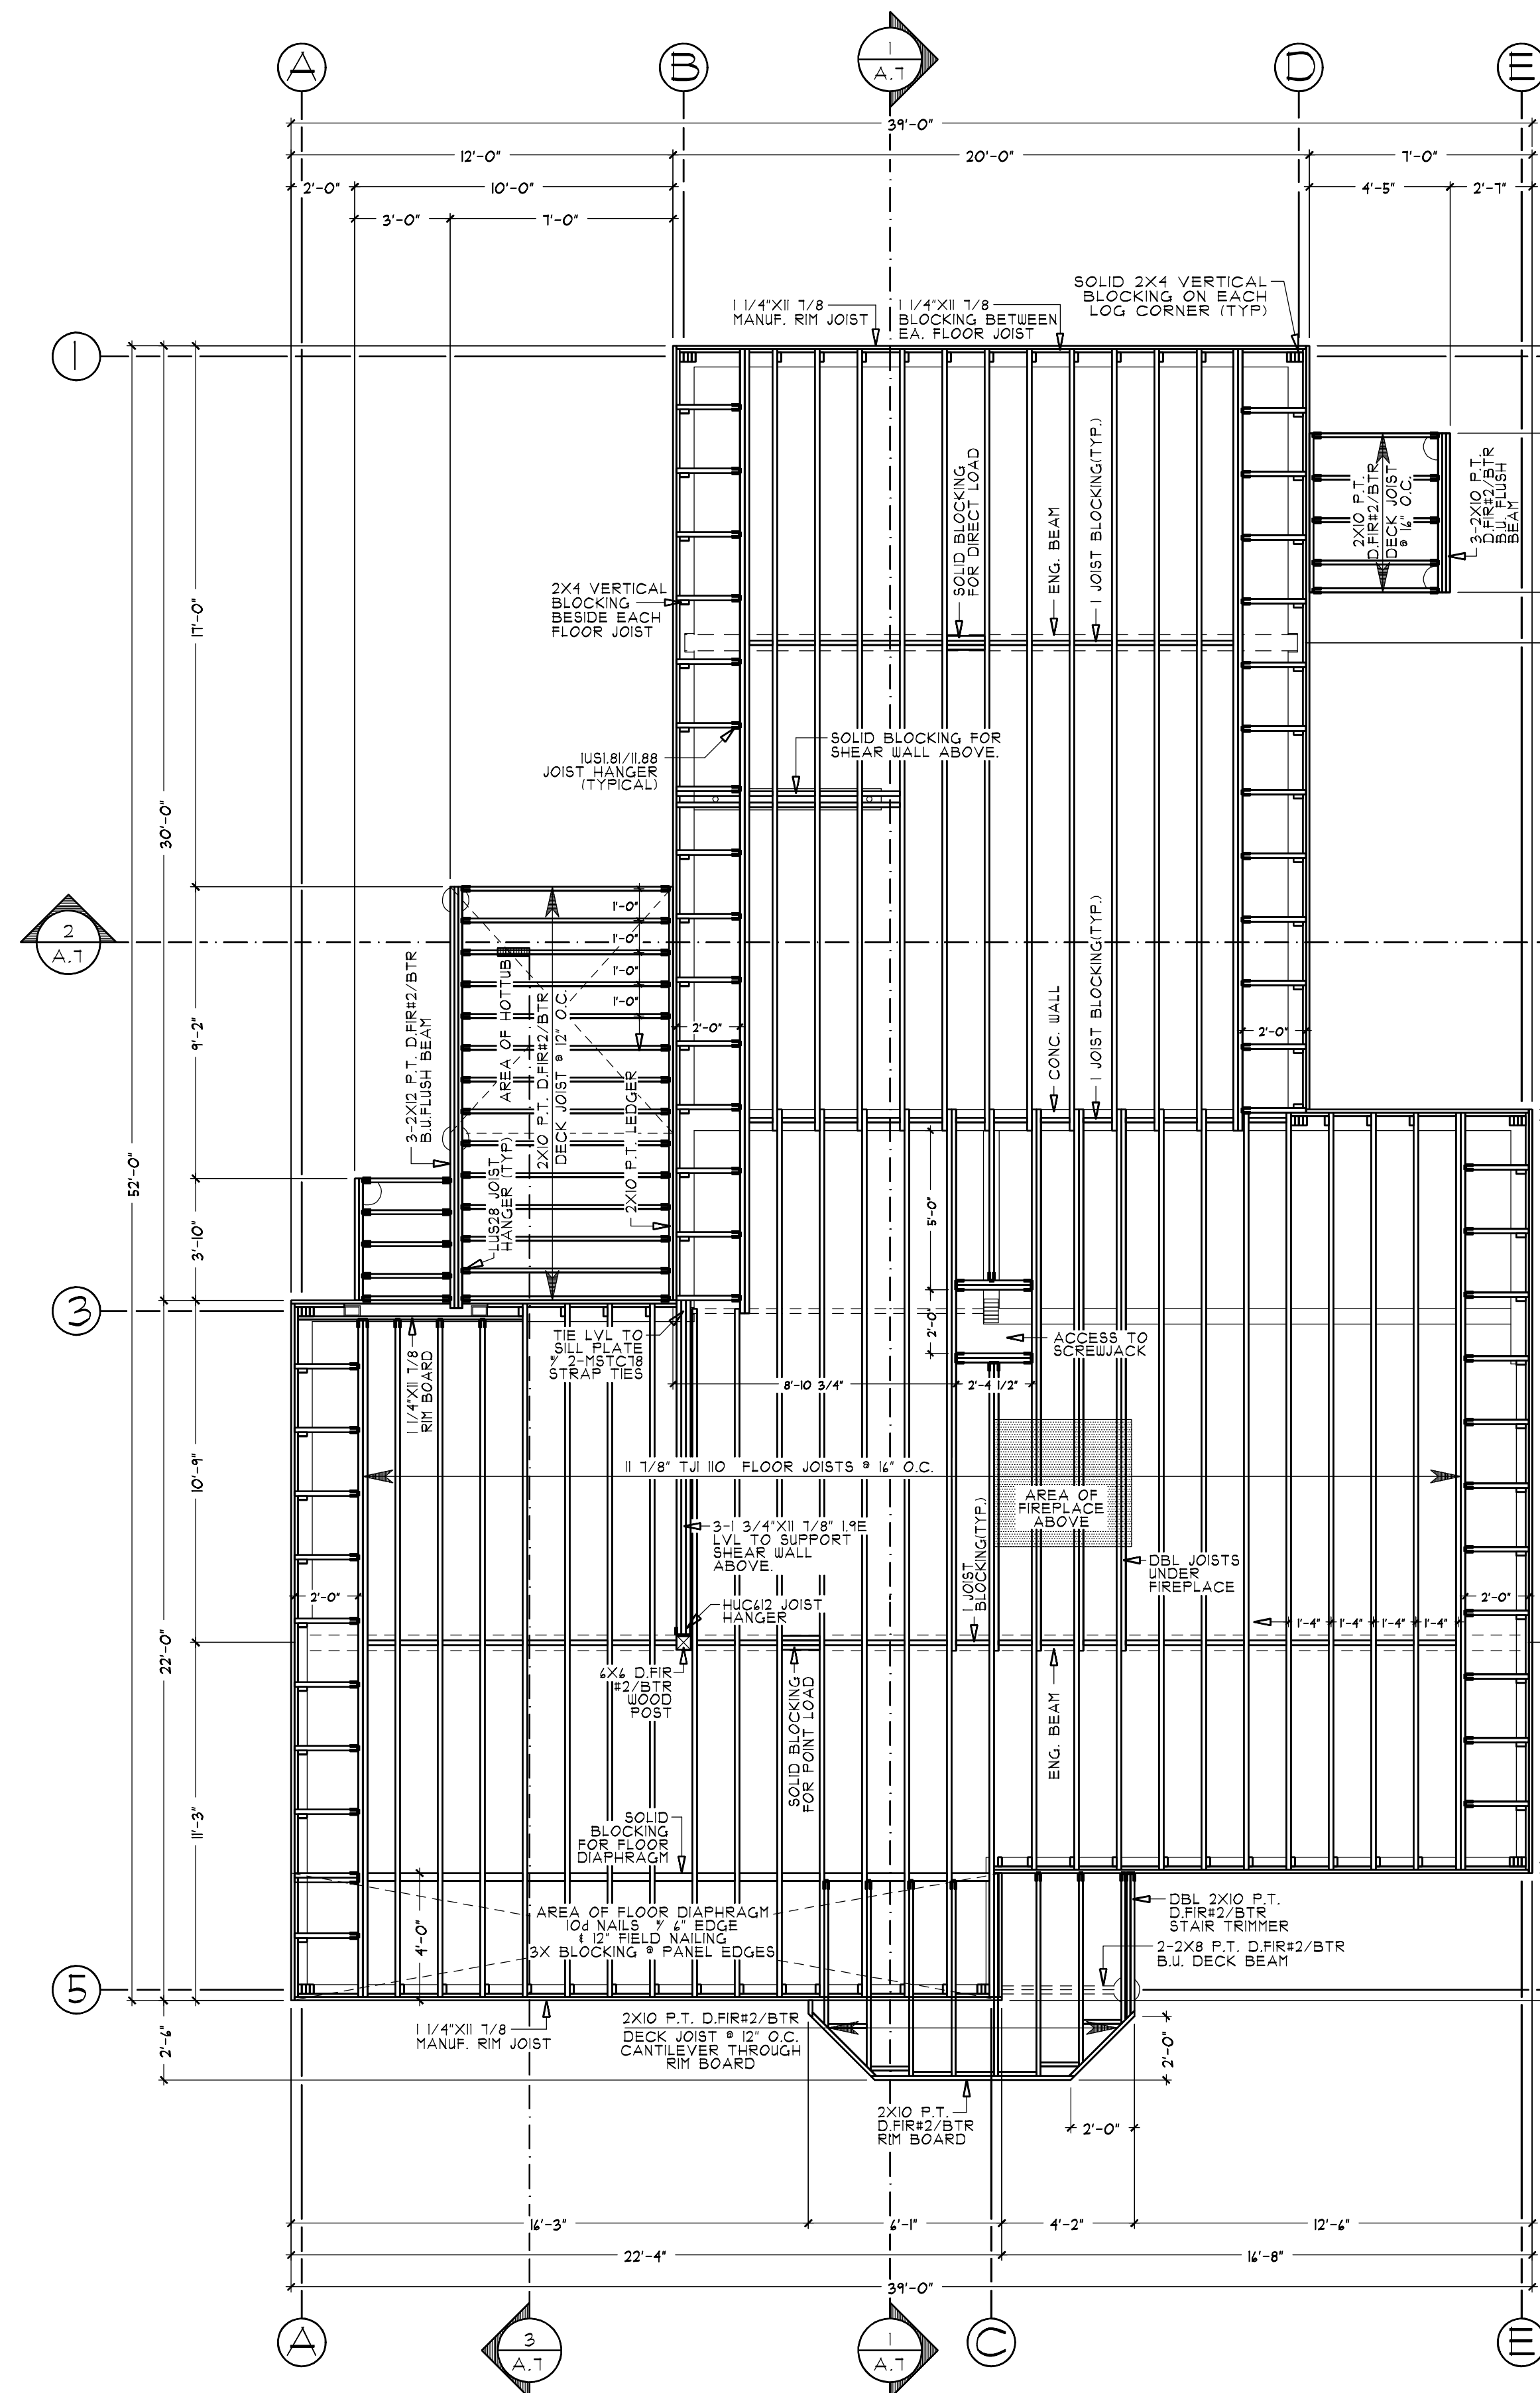 A
B
1
A.7
D
E
39'-0"
12'-0"
20'-0"
7'-0"
2'-0"
10'-0"
4'-5"
2'-7"
3'-0"
7'-0"
1 1/4"X11 7/8
MANUF. RIM JOIST
1 1/4"X11 7/8
BLOCKING BETWEEN
EA. FLOOR JOIST
SOLID 2X4 VERTICAL
BLOCKING ON EACH
LOG CORNER (TYP)
1
SOLID BLOCKING
FOR DIRECT LOAD
ENG. BEAM
I JOIST BLOCKING(TYP.)
2X10 P.T.
D.FIR#2/BTR
DECK JOIST
@ 16" O.C.
3-2X10 P.T.
D.FIR#2/BTR
B.U. FLUSH
BEAM
2X4 VERTICAL
BLOCKING
BESIDE EACH
FLOOR JOIST
17'-0"
IUS1.81/11.88
JOIST HANGER
(TYPICAL)
SOLID BLOCKING FOR
SHEAR WALL ABOVE.
30'-0"
2
A.7
1'-0"
1'-0"
1'-0"
1'-0"
3-2X12 P.T. D.FIR#2/BTR
B.U.FLUSH BEAM
AREA OF HOTTUB
2X10 P.T. D.FIR#2/BTR
DECK JOIST @ 12" O.C.
2X10 P.T. LEDGER
LUS28 JOIST
HANGER (TYP)
2'-0"
CONC. WALL
I JOIST BLOCKING(TYP.)
2'-0"
9'-2"
52'-0"
3'-10"
5'-0"
2'-0"
3
TIE LVL TO
SILL PLATE
W/ 2-MSTC78
STRAP TIES
ACCESS TO
SCREWJACK
1 1/4"X11 7/8
RIM BOARD
8'-10 3/4"
2'-4 1/2"
10'-9"
11 7/8" TJI 110 FLOOR JOISTS @ 16" O.C.
AREA OF
FIREPLACE
ABOVE
3-1 3/4"X11 7/8" 1.9E
LVL TO SUPPORT
SHEAR WALL
ABOVE.
I JOIST
BLOCKING(TYP.)
DBL JOISTS
UNDER
FIREPLACE
2'-0"
HUC612 JOIST
HANGER
1'-4"
1'-4"
1'-4"
1'-4"
2'-0"
22'-0"
6X6 D.FIR
#2/BTR
WOOD
POST
SOLID BLOCKING
FOR POINT LOAD
ENG. BEAM
11'-3"
SOLID
BLOCKING
FOR FLOOR
DIAPHRAGM
4'-0"
AREA OF FLOOR DIAPHRAGM
10d NAILS W/ 6" EDGE
& 12" FIELD NAILING
3X BLOCKING @ PANEL EDGES
DBL 2X10 P.T.
D.FIR#2/BTR
STAIR TRIMMER
2-2X8 P.T. D.FIR#2/BTR
B.U. DECK BEAM
5
2'-6"
1 1/4"X11 7/8
MANUF. RIM JOIST
2X10 P.T. D.FIR#2/BTR
DECK JOIST @ 12" O.C.
CANTILEVER THROUGH
RIM BOARD
2'-0"
2X10 P.T.
D.FIR#2/BTR
RIM BOARD
2'-0"
16'-3"
6'-1"
4'-2"
12'-6"
22'-4"
16'-8"
39'-0"
A
3
A.7
1
A.7
C
E